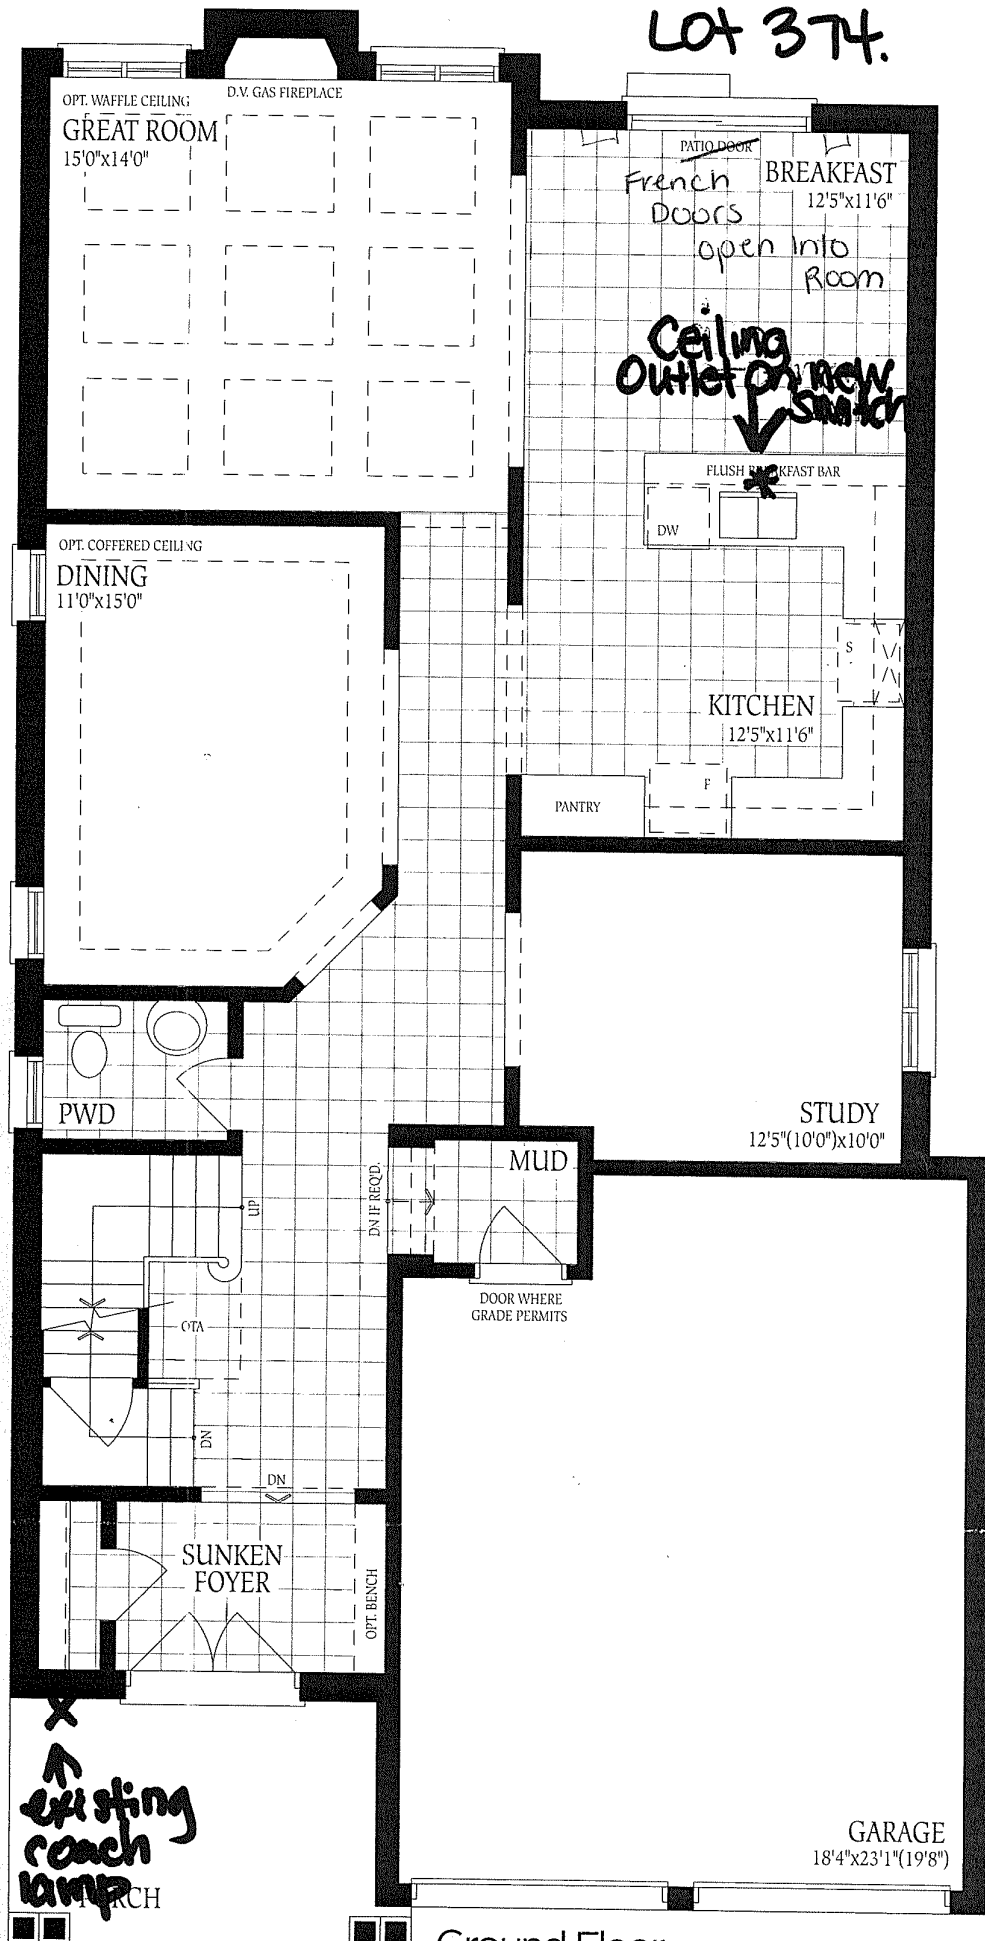 Lot 374.
OPT. WAFFLE CEILING
GREAT ROOM
15'0"x14'0"
D.V. GAS FIREPLACE
PATIO DOOR
BREAKFAST
12'5"x11'6"
French
Doors
open Into
Room
Ceiling
Outlet on new
Switch
FLUSH BREAKFAST BAR
DW
OPT. COFFERED CEILING
DINING
11'0"x15'0"
S
KITCHEN
12'5"x11'6"
F
PANTRY
PWD
STUDY
12'5"(10'0")x10'0"
MUD
DN IF REQ'D.
UP
DOOR WHERE
GRADE PERMITS
OTA
DN
DN
SUNKEN
FOYER
OPT. BENCH
existing
coach
lamp
PORCH
GARAGE
18'4"x23'1"(19'8")
Ground Floor